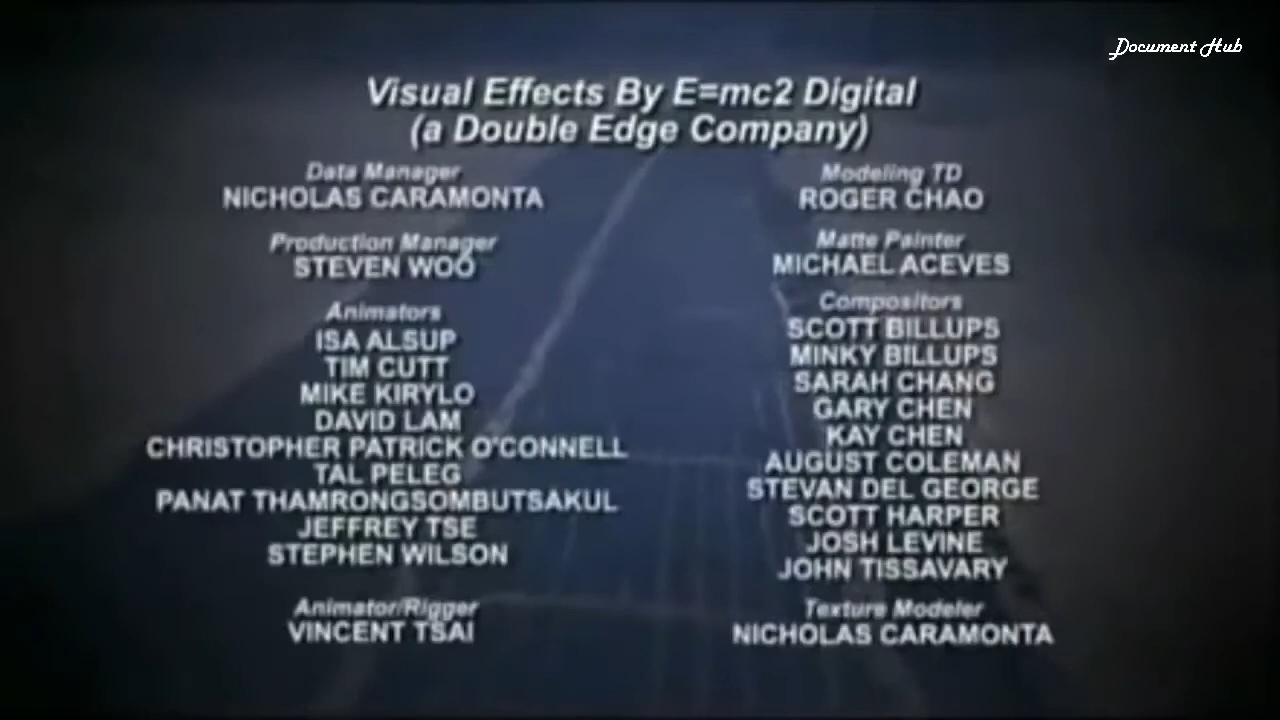 Document Hub
Visual Effects By E=mc2 Digital
(a Double Edge Company)
Data Manager
NICHOLAS CARAMONTA
Production Manager
STEVEN WOO
Animators
ISA ALSUP
TIM CUTT
MIKE KIRYLO
DAVID LAM
CHRISTOPHER PATRICK O'CONNELL
TAL PELEG
PANAT THAMRONGSOMBUTSAKUL
JEFFREY TSE
STEPHEN WILSON
Animator/Rigger
VINCENT TSAI
Modeling TD
ROGER CHAO
Matte Painter
MICHAEL ACEVES
Compositors
SCOTT BILLUPS
MINKY BILLUPS
SARAH CHANG
GARY CHEN
KAY CHEN
AUGUST COLEMAN
STEVAN DEL GEORGE
SCOTT HARPER
JOSH LEVINE
JOHN TISSAVARY
Texture Modeler
NICHOLAS CARAMONTA